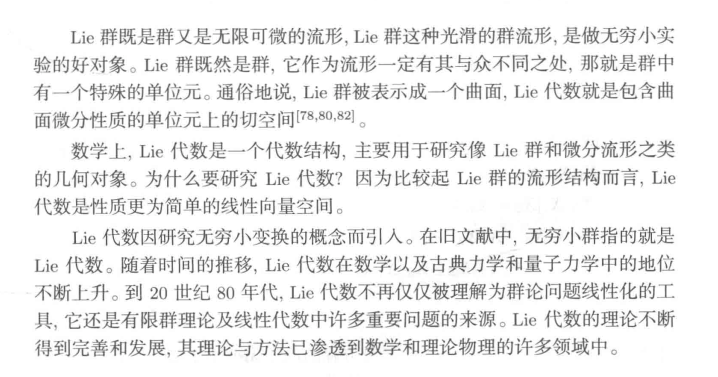 Lie 群既是群又是无限可微的流形, Lie 群这种光滑的群流形, 是做无穷小实
验的好对象。Lie 群既然是群, 它作为流形一定有其与众不同之处, 那就是群中
有一个特殊的单位元。通俗地说, Lie 群被表示成一个曲面, Lie 代数就是包含曲
面微分性质的单位元上的切空间[78,80,82]。
数学上, Lie 代数是一个代数结构, 主要用于研究像 Lie 群和微分流形之类
的几何对象。为什么要研究 Lie 代数? 因为比较起 Lie 群的流形结构而言, Lie
代数是性质更为简单的线性向量空间。
Lie 代数因研究无穷小变换的概念而引入。在旧文献中, 无穷小群指的就是
Lie 代数。随着时间的推移, Lie 代数在数学以及古典力学和量子力学中的地位
不断上升。到 20 世纪 80 年代, Lie 代数不再仅仅被理解为群论问题线性化的工
具, 它还是有限群理论及线性代数中许多重要问题的来源。Lie 代数的理论不断
得到完善和发展, 其理论与方法已渗透到数学和理论物理的许多领域中。